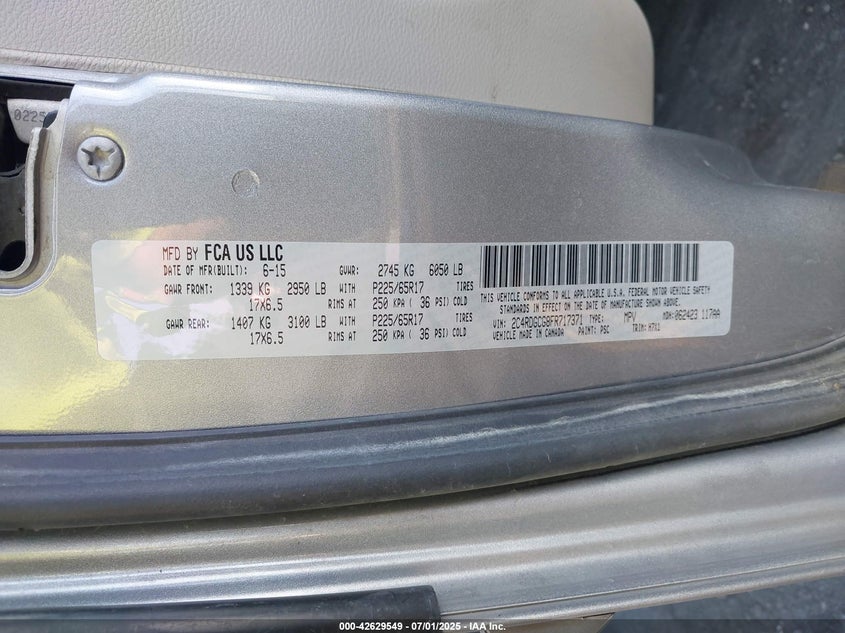 0225
MFD BY FCA US LLC
DATE OF MFR(BUILT): 6-15 GVWR: 2745 KG 6050 LB
GAWR FRONT: 1339 KG 2950 LB WITH P225/65R17 TIRES
17X6.5 RIMS AT 250 KPA ( 36 PSI) COLD
GAWR REAR: 1407 KG 3100 LB WITH P225/65R17 TIRES
17X6.5 RIMS AT 250 KPA ( 36 PSI) COLD
THIS VEHICLE CONFORMS TO ALL APPLICABLE U.S.A. FEDERAL MOTOR VEHICLE SAFETY
STANDARDS IN EFFECT ON THE DATE OF MANUFACTURE SHOWN ABOVE.
VIN: 2C4RDGCG8FR717371 TYPE: MPV MDH: 062423 117AA
VEHICLE MADE IN CANADA PAINT: PSC TRIM: H7X1
000-42629549 / 07/01/2025 - © IAA, Inc.